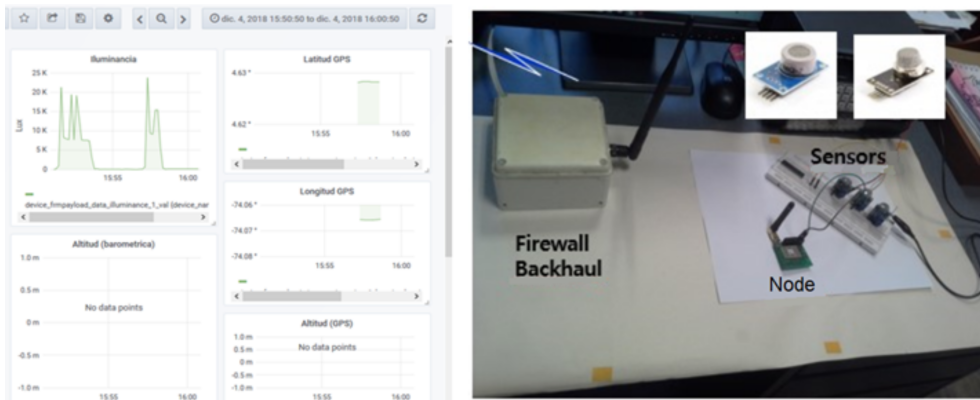 dic. 4, 2018 15:50:50 to dic. 4, 2018 16:00:50
Iluminancia
25 K
20 K
15 K
10 K
5 K
0
Lux
15:55
16:00
device_frmpayload_data_illuminance_1_val {device_nar
Latitud GPS
4.63 °
4.62 °
15:55
16:00
Longitud GPS
-74.06 °
-74.07 °
-74.08 °
15:55
16:00
Altitud (barometrica)
1.0 m
0.5 m
0 m
-0.5 m
-1.0 m
No data points
15:55
16:00
Altitud (GPS)
1.0 m
0.5 m
0 m
-0.5 m
-1.0 m
No data points
15:55
16:00
Sensors
Firewall
Backhaul
Node